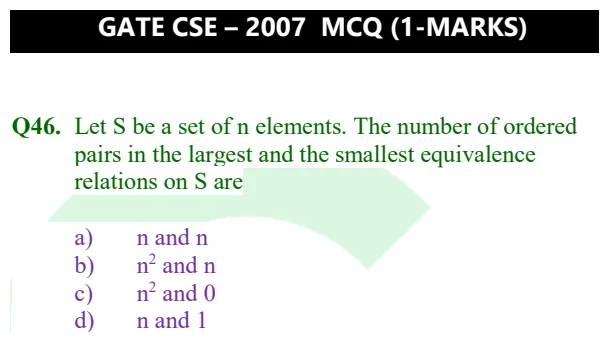 GATE CSE – 2007 MCQ (1-MARKS)
Q46. Let S be a set of n elements. The number of ordered
pairs in the largest and the smallest equivalence
relations on S are
a) n and n
b) n² and n
c) n² and 0
d) n and 1